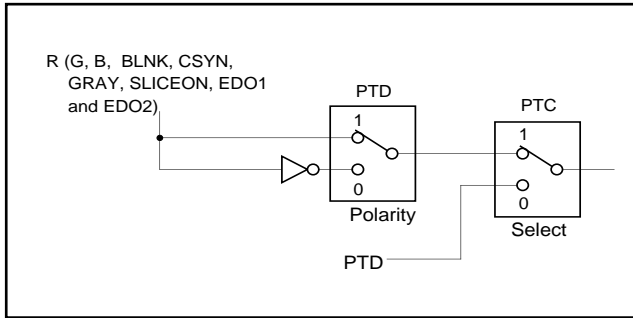 R (G, B, BLNK, CSYN,
GRAY, SLICEON, EDO1
and EDO2)
PTD
1
0
Polarity
PTC
1
0
Select
PTD